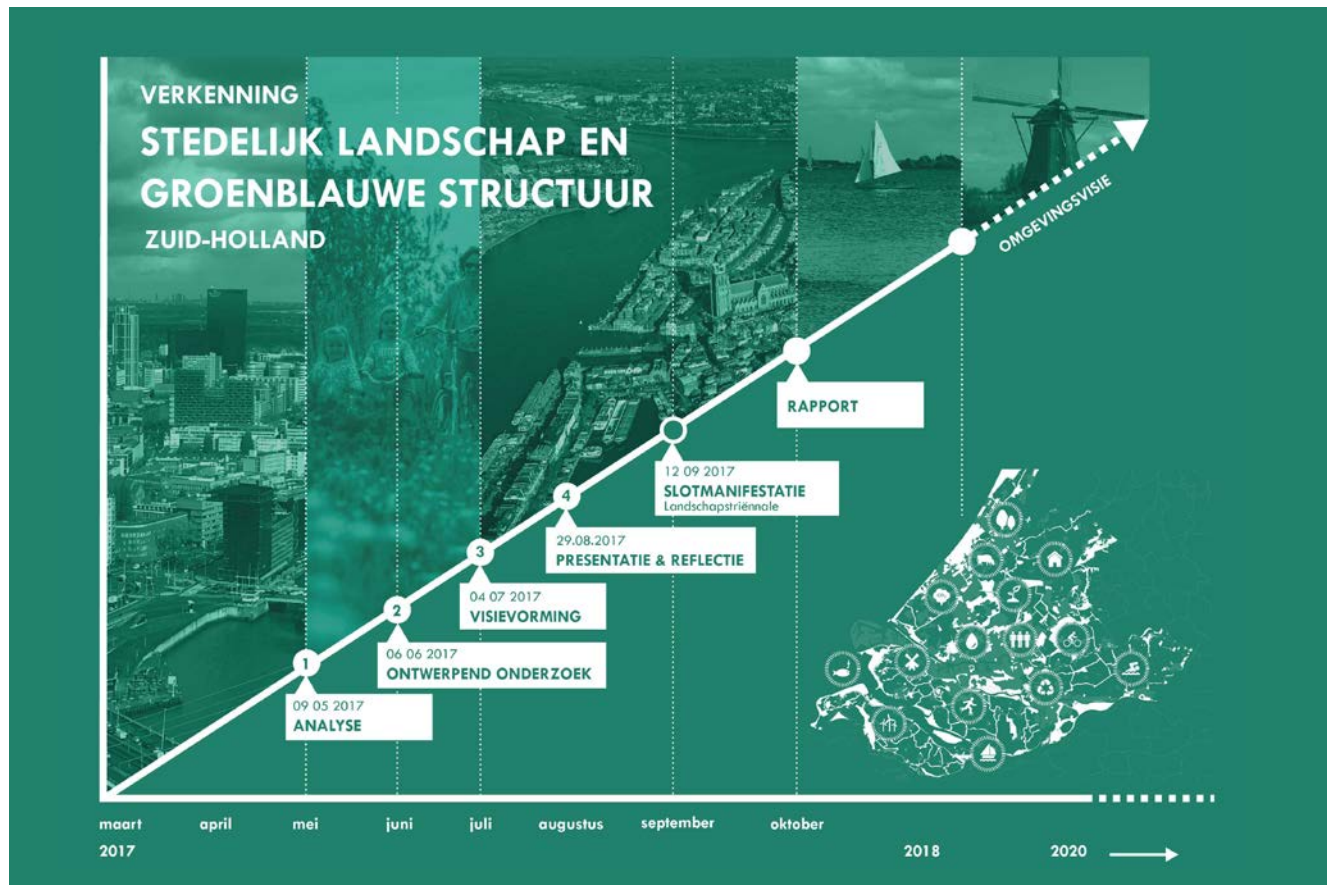 VERKENNING
STEDELIJK LANDSCHAP EN
GROENBLAUWE STRUCTUUR
ZUID-HOLLAND
OMGEVINGSVISIE
RAPPORT
12 09 2017
SLOTMANIFESTATIE
Landschapstriënnale
4
29.08.2017
PRESENTATIE & REFLECTIE
3
04 07 2017
VISIEVORMING
2
06 06 2017
ONTWERPEND ONDERZOEK
1
09 05 2017
ANALYSE
maart april mei juni juli augustus september oktober
2017 2018 2020